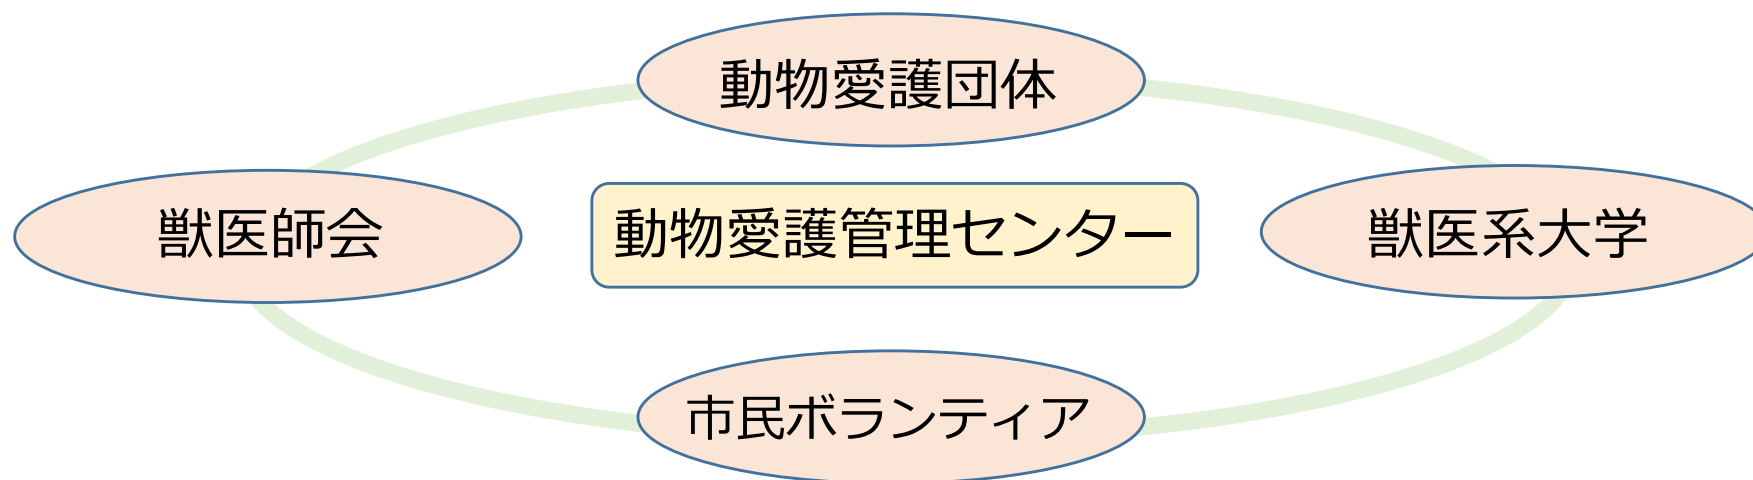 動物愛護団体
獣医師会
動物愛護管理センター
獣医系大学
市民ボランティア